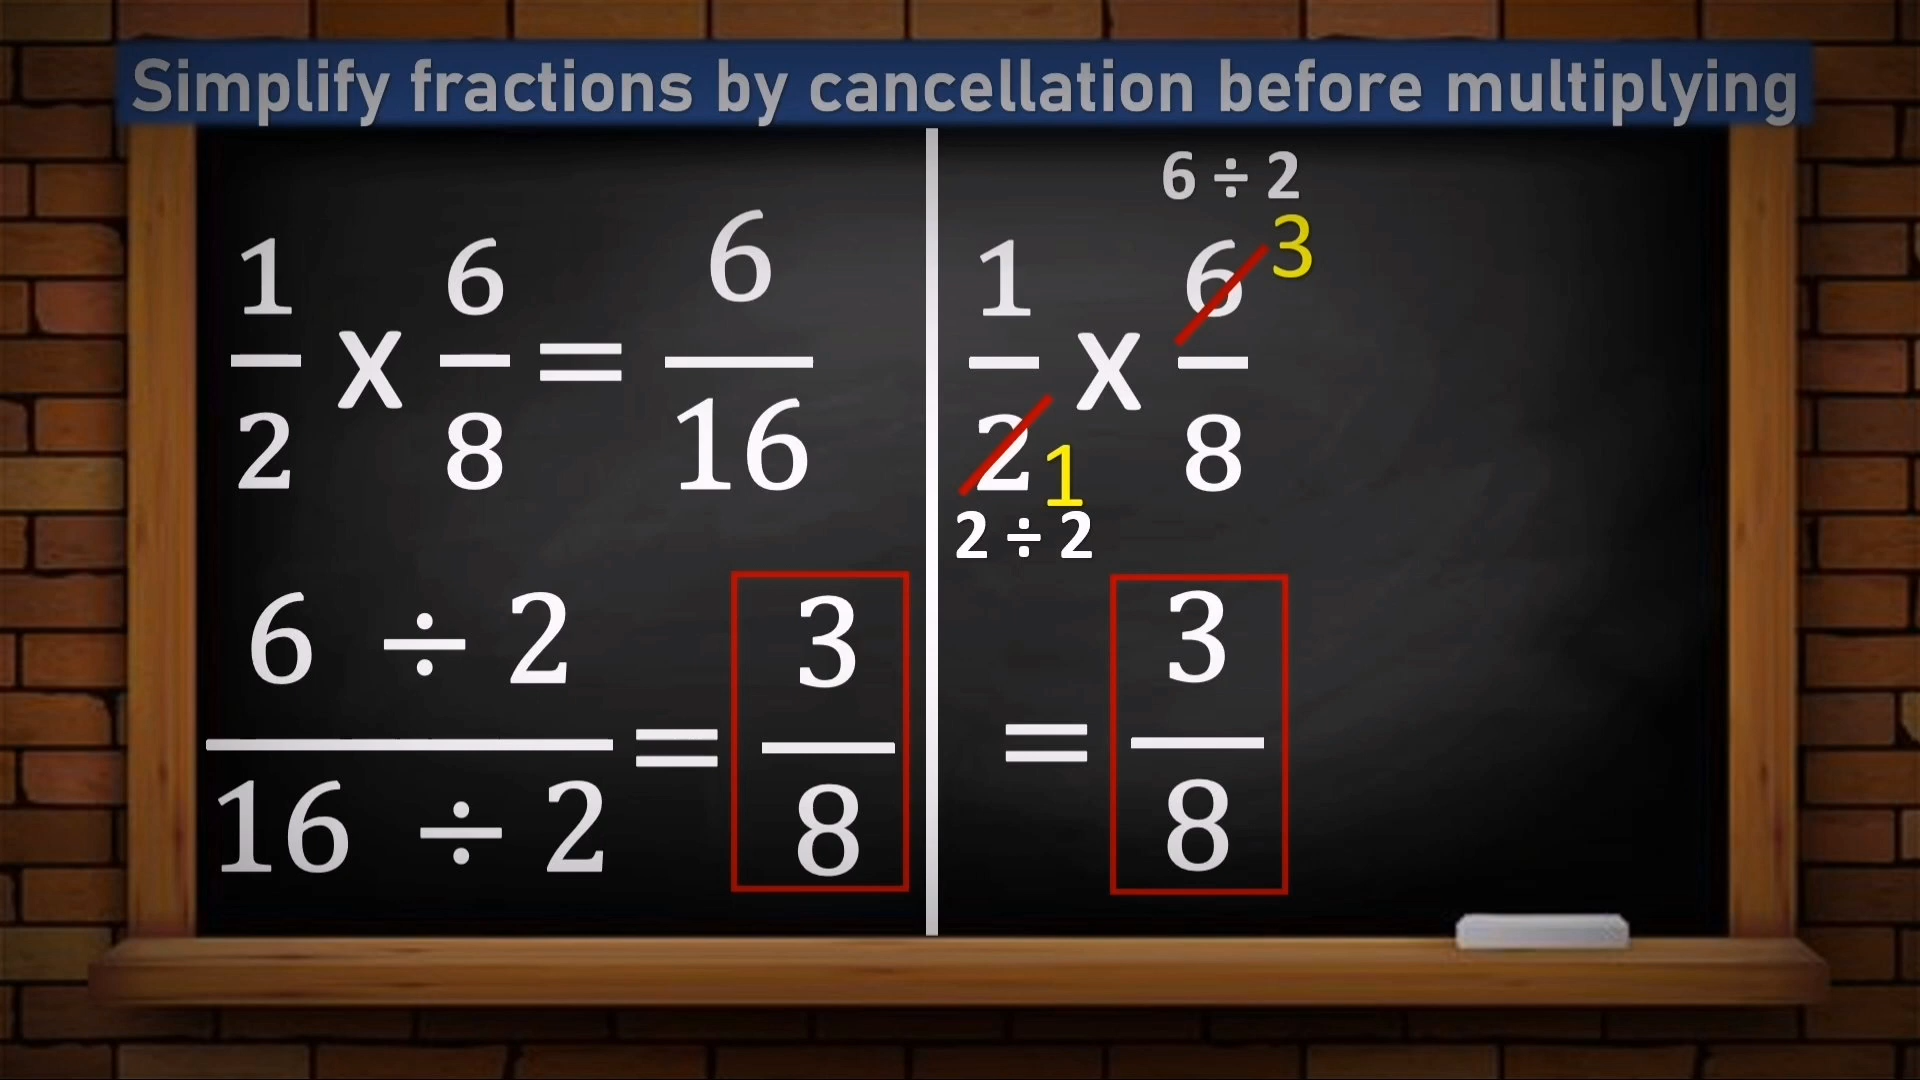 Simplify fractions by cancellation before multiplying
1/2 x 6/8 = 6/16
6 ÷ 2 / 16 ÷ 2 = 3/8
6 ÷ 2
3
1/2 x 6/8
1
2 ÷ 2
= 3/8